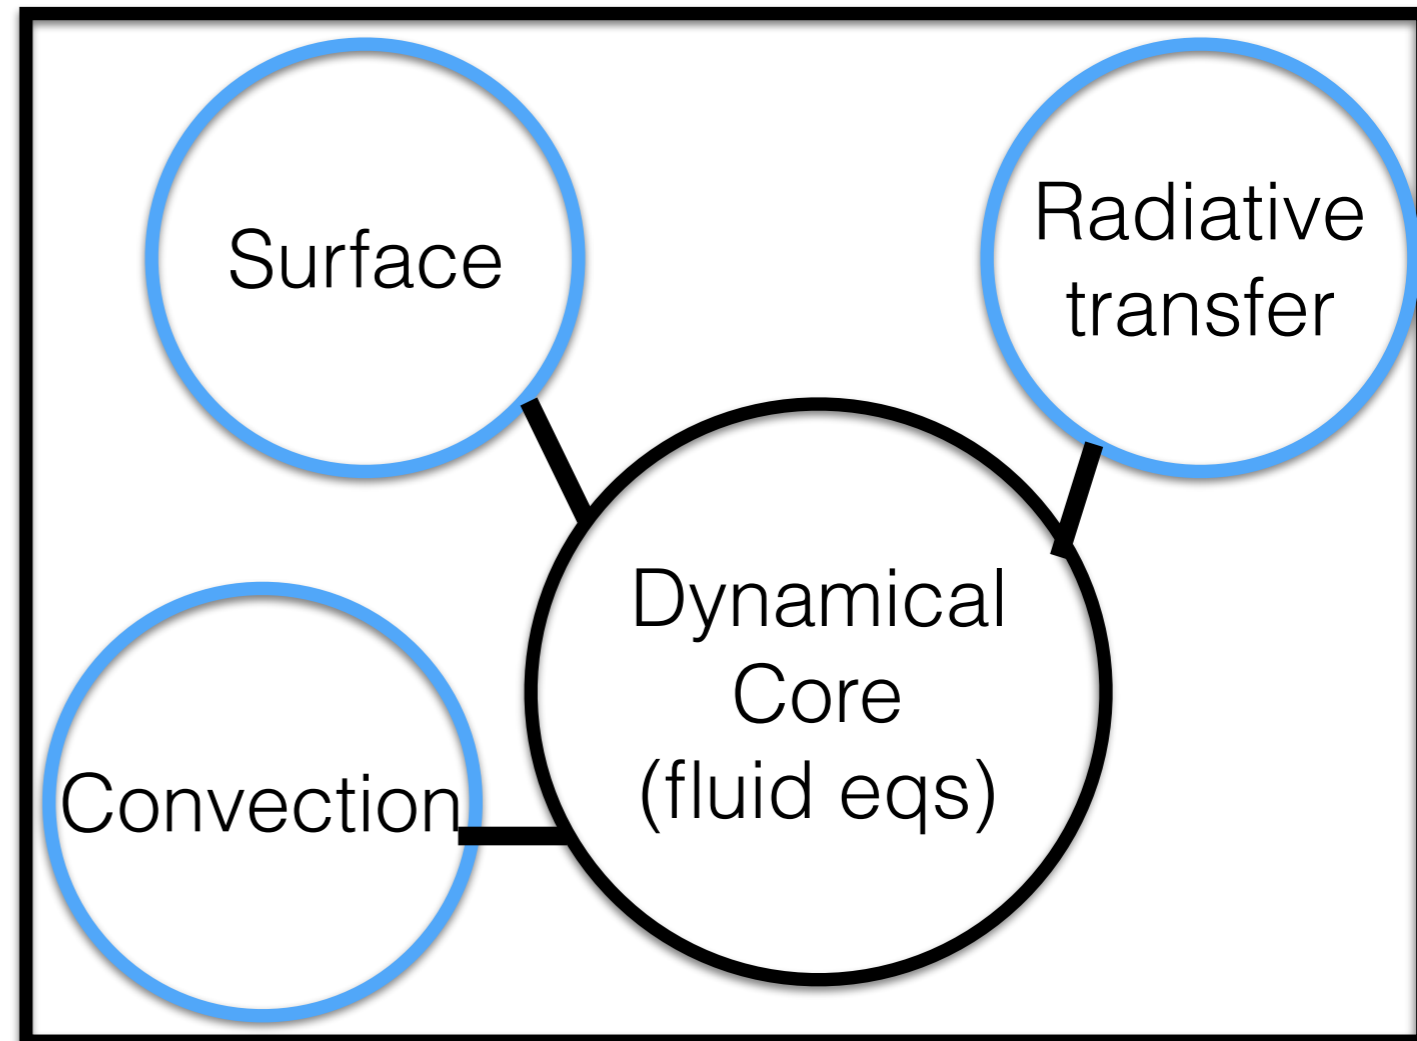 Surface
Radiative
transfer
Dynamical
Core
(fluid eqs)
Convection